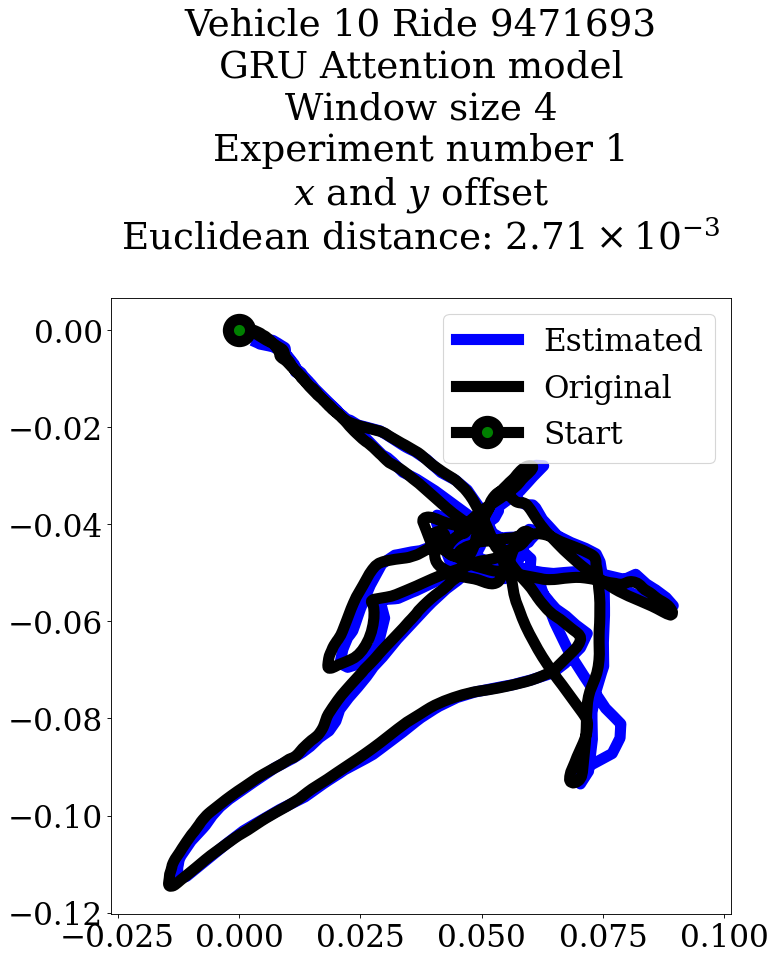 Vehicle 10 Ride 9471693
GRU Attention model
Window size 4
Experiment number 1
x and y offset
Euclidean distance: 2.71 × 10⁻³
Estimated
Original
Start
0.00
−0.02
−0.04
−0.06
−0.08
−0.10
−0.12
−0.025 0.000 0.025 0.050 0.075 0.100